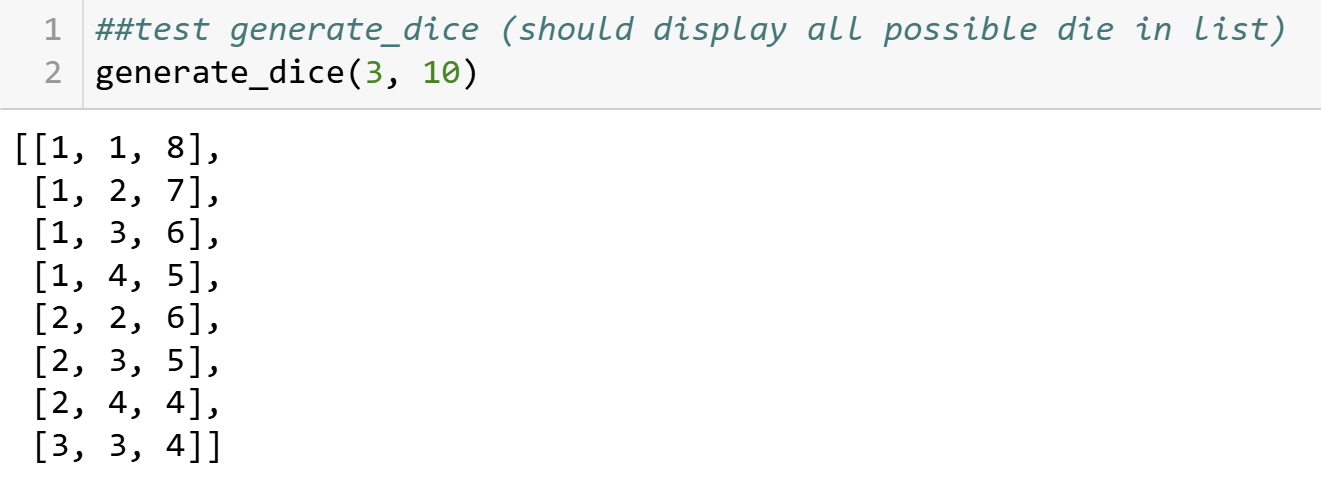 1 ##test generate_dice (should display all possible die in list)
2 generate_dice(3, 10)
[[1, 1, 8],
 [1, 2, 7],
 [1, 3, 6],
 [1, 4, 5],
 [2, 2, 6],
 [2, 3, 5],
 [2, 4, 4],
 [3, 3, 4]]